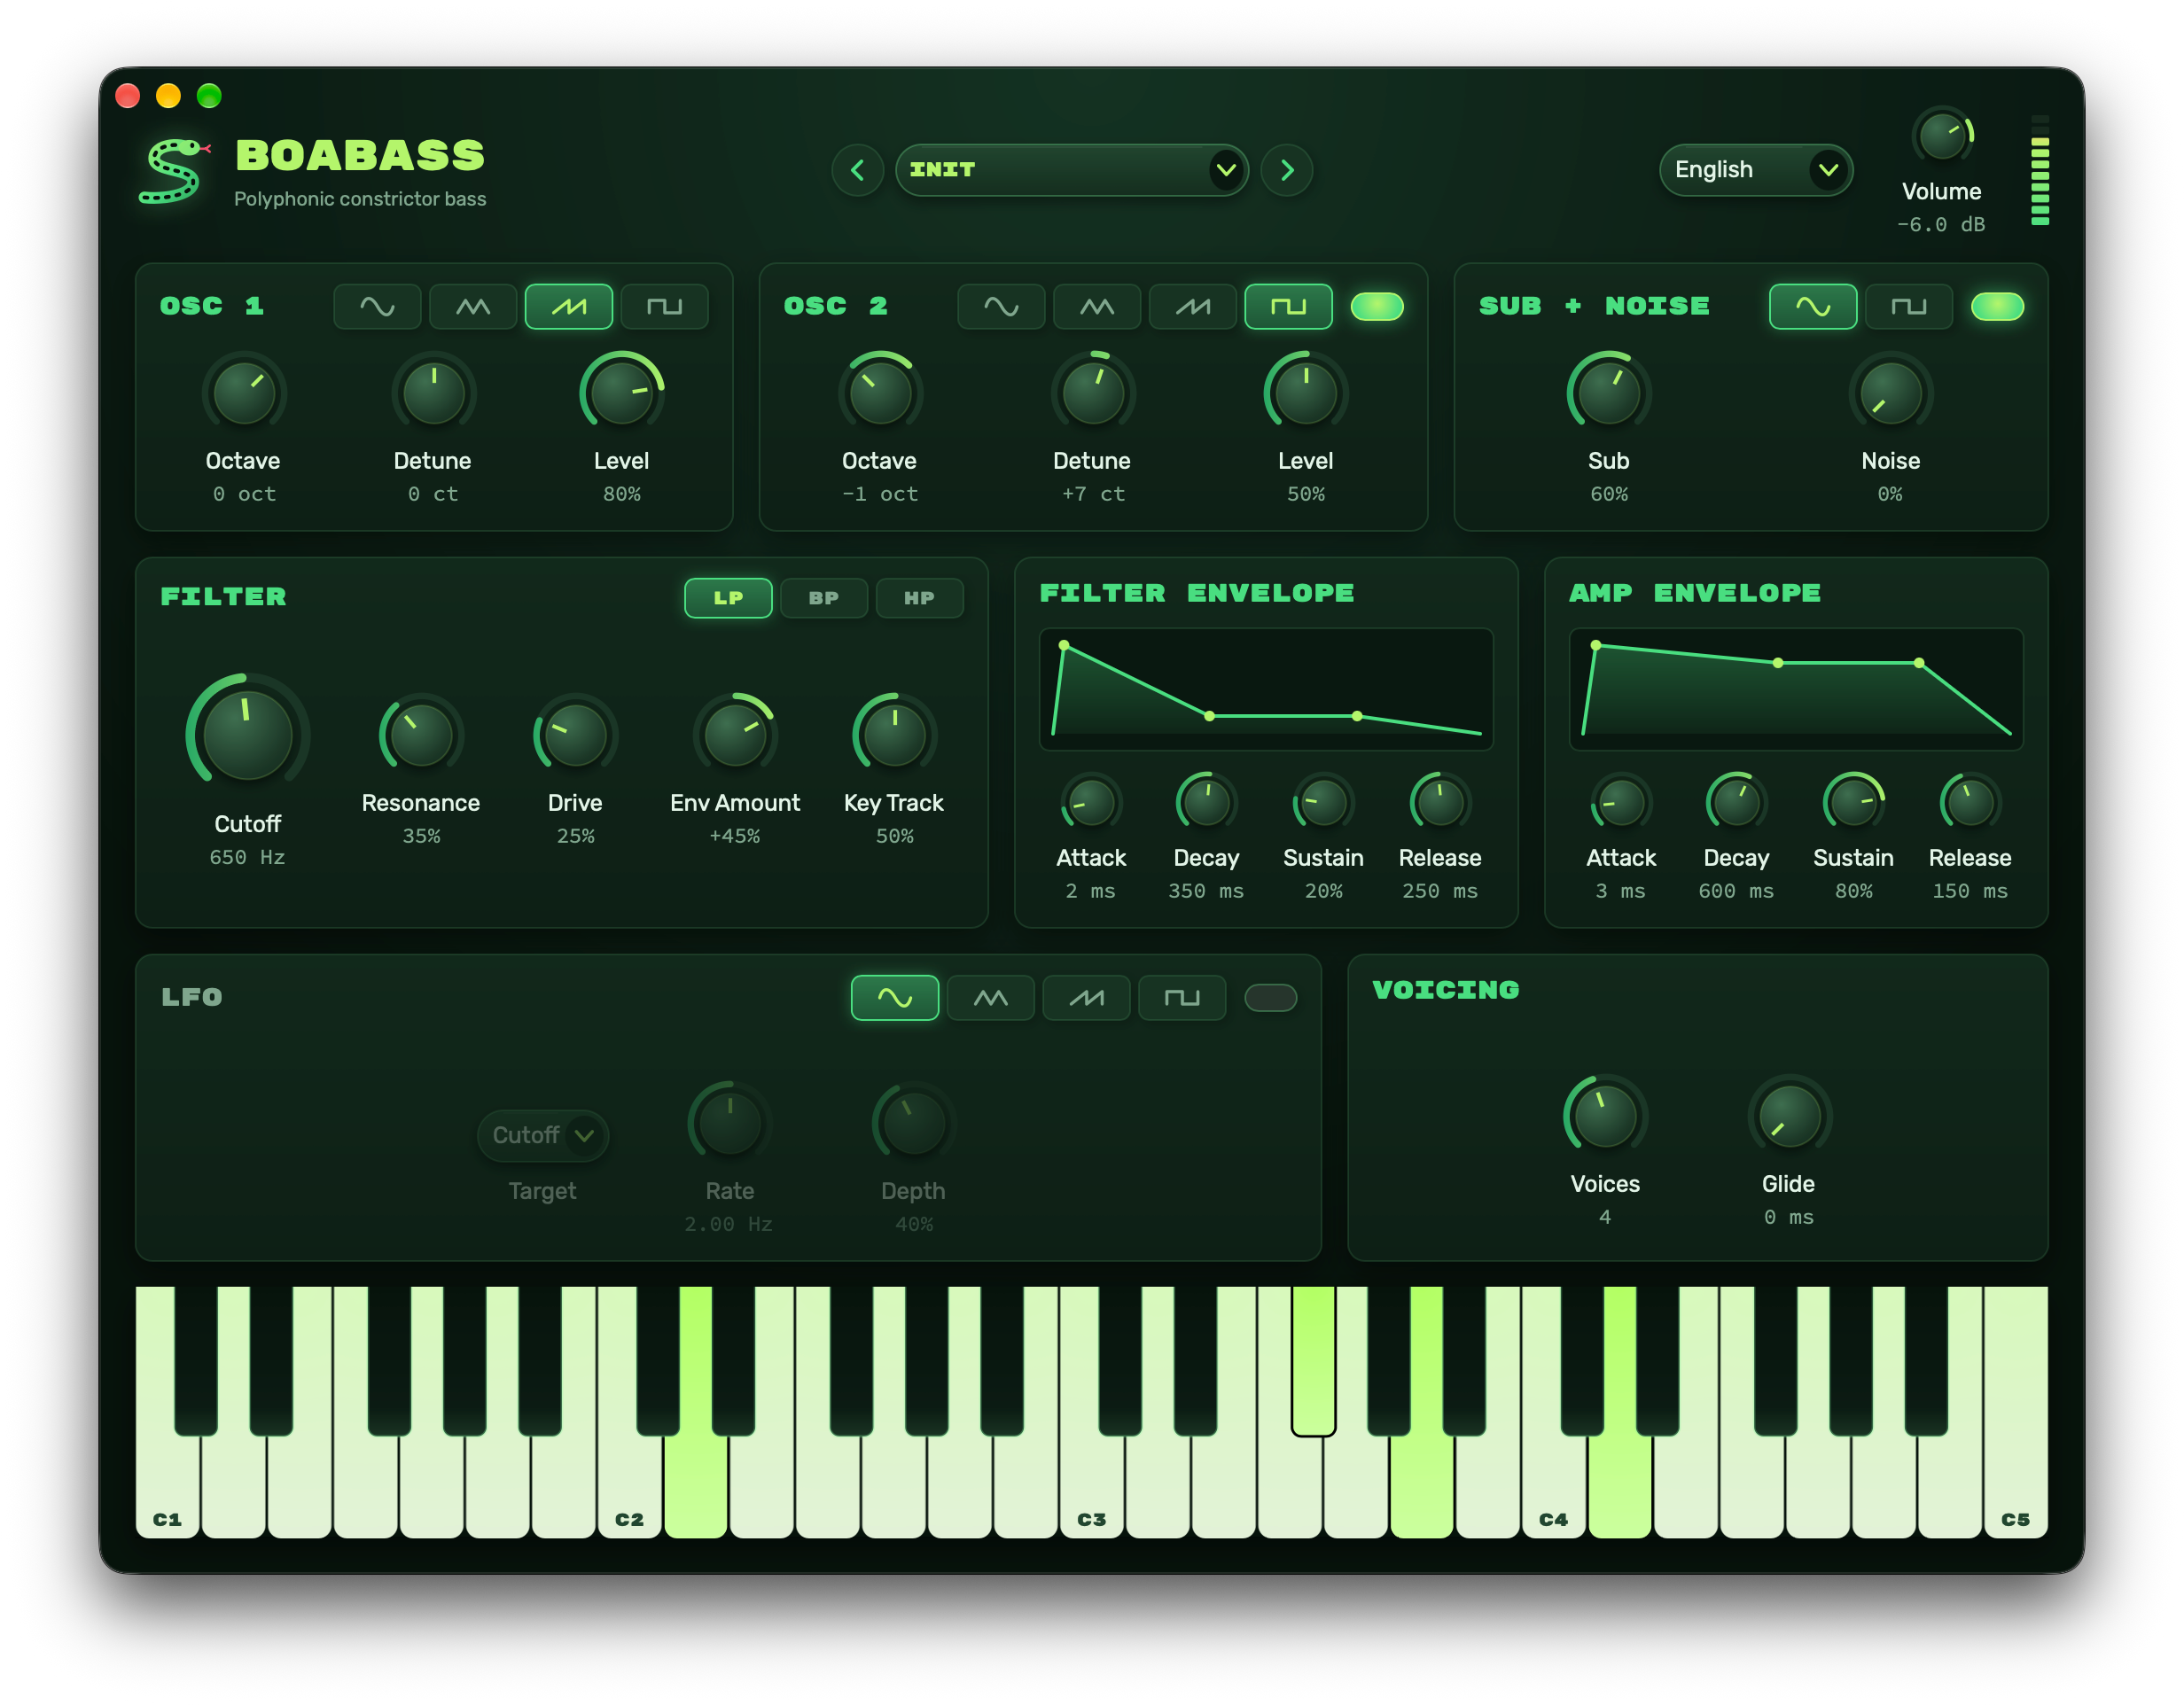 BOABASS
Polyphonic constrictor bass
INIT
English
Volume
−6.0 dB
OSC 1
Octave
0 oct
Detune
0 ct
Level
80%
OSC 2
Octave
−1 oct
Detune
+7 ct
Level
50%
SUB + NOISE
Sub
60%
Noise
0%
FILTER
LP
BP
HP
Cutoff
650 Hz
Resonance
35%
Drive
25%
Env Amount
+45%
Key Track
50%
FILTER ENVELOPE
Attack
2 ms
Decay
350 ms
Sustain
20%
Release
250 ms
AMP ENVELOPE
Attack
3 ms
Decay
600 ms
Sustain
80%
Release
150 ms
LFO
Cutoff
Target
Rate
2.00 Hz
Depth
40%
VOICING
Voices
4
Glide
0 ms
C1
C2
C3
C4
C5